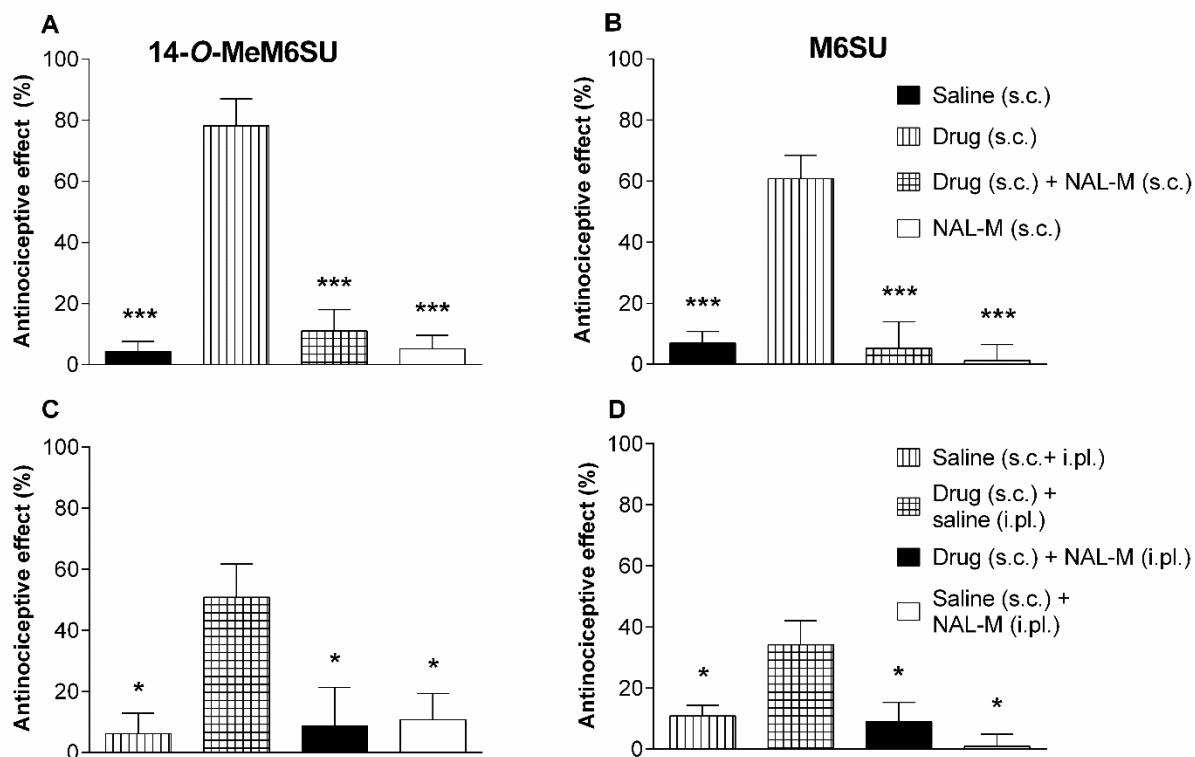 A
14-O-MeM6SU
Antinociceptive effect (%)
100
80
60
40
20
0
***
***
***
B
M6SU
Antinociceptive effect (%)
100
80
60
40
20
0
***
***
***
Saline (s.c.)
Drug (s.c.)
Drug (s.c.) + NAL-M (s.c.)
NAL-M (s.c.)
C
Antinociceptive effect (%)
100
80
60
40
20
0
*
*
*
D
Antinociceptive effect (%)
100
80
60
40
20
0
*
*
*
Saline (s.c.+ i.pl.)
Drug (s.c.) +
saline (i.pl.)
Drug (s.c.) + NAL-M (i.pl.)
Saline (s.c.) +
NAL-M (i.pl.)